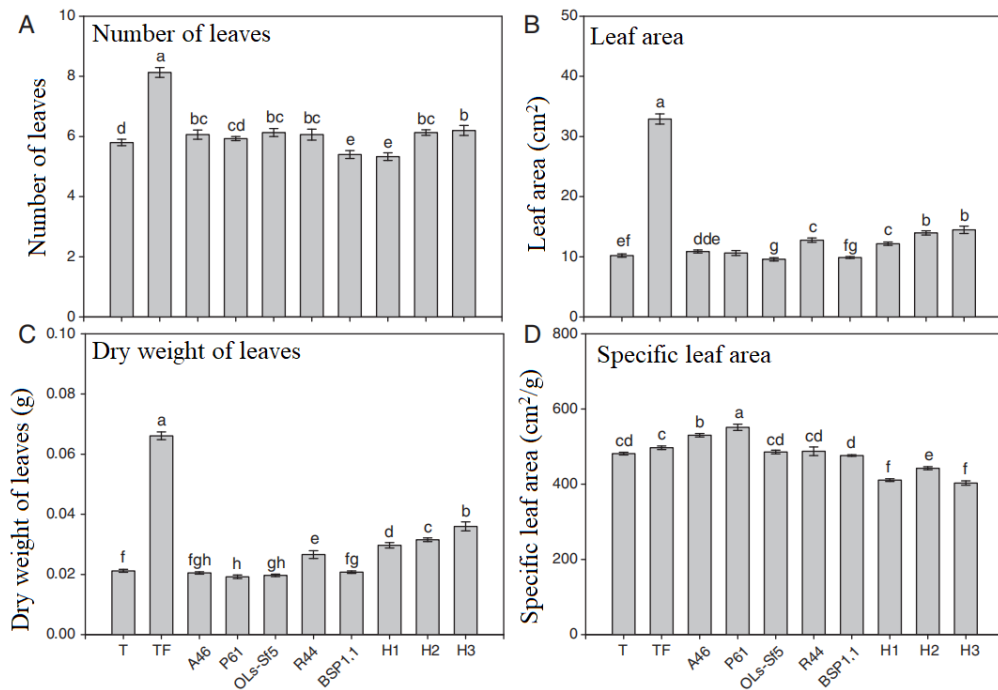 A
Number of leaves
Number of leaves
10
8
6
4
2
0
d
a
bc
cd
bc
bc
e
e
bc
b
B
Leaf area
Leaf area (cm²)
50
40
30
20
10
0
ef
a
dde
g
c
fg
c
b
b
C
Dry weight of leaves
Dry weight of leaves (g)
0.10
0.08
0.06
0.04
0.02
0.00
f
a
fgh
h
gh
e
fg
d
c
b
T
TF
A46
P61
OLs-Sf5
R44
BSP1.1
H1
H2
H3
D
Specific leaf area
Specific leaf area (cm²/g)
800
600
400
200
0
cd
c
b
a
cd
cd
d
f
e
f
T
TF
A46
P61
OLs-Sf5
R44
BSP1.1
H1
H2
H3